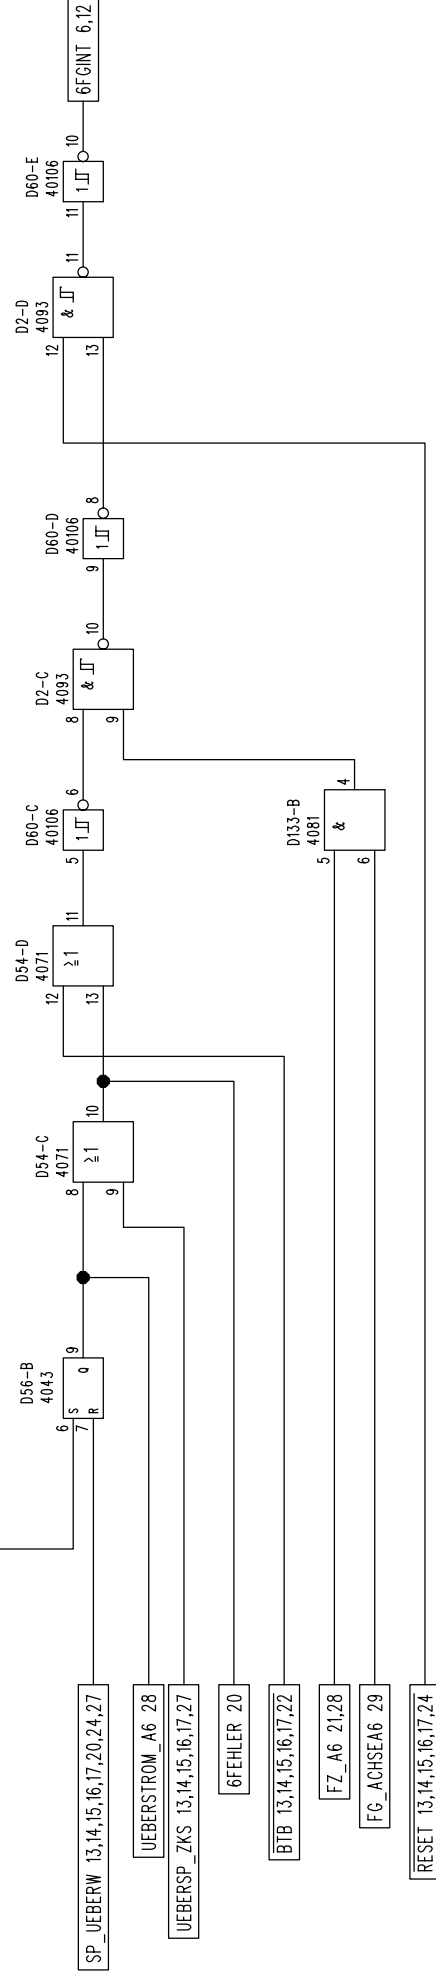 6FGINT 6,12
10
D60-E
40106
1
11
11
D2-D
4093
&
12
13
8
D60-D
40106
1
9
10
D2-C
4093
&
8
9
6
D60-C
40106
1
5
4
D133-B
4081
&
5
6
11
D54-D
4071
≥1
12
13
10
D54-C
4071
≥1
8
9
9
D56-B
4043
Q
S
R
6
7
SP_UEBERW 13,14,15,16,17,20,24,27
UEBERSTROM_A6 28
UEBERSP_ZKS 13,14,15,16,17,27
6FEHLER 20
BTB 13,14,15,16,17,22
FZ_A6 21,28
FG_ACHSEA6 29
RESET 13,14,15,16,17,24